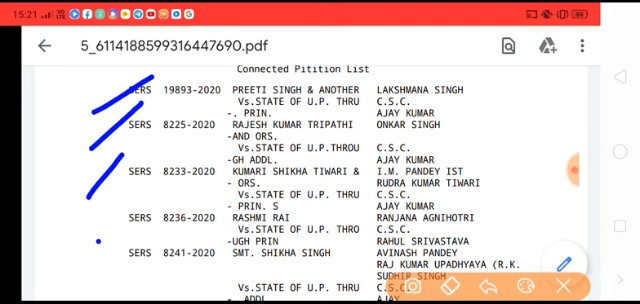 15:21
5_6114188599316447690.pdf
Connected Pitition List
SERS 19893-2020 PREETI SINGH & ANOTHER LAKSHMANA SINGH
Vs.STATE OF U.P. THRU C.S.C.
-. PRIN. AJAY KUMAR
SERS 8225-2020 RAJESH KUMAR TRIPATHI ONKAR SINGH
-AND ORS.
Vs.STATE OF U.P.THROU C.S.C.
-GH ADDL. AJAY KUMAR
SERS 8233-2020 KUMARI SHIKHA TIWARI & I.M. PANDEY IST
- ORS. RUDRA KUMAR TIWARI
Vs.STATE OF U.P. THRU C.S.C.
- PRIN. S AJAY KUMAR
SERS 8236-2020 RASHMI RAI RANJANA AGNIHOTRI
Vs.STATE OF U.P. THRO C.S.C.
-UGH PRIN RAHUL SRIVASTAVA
SERS 8241-2020 SMT. SHIKHA SINGH AVINASH PANDEY
RAJ KUMAR UPADHYAYA (R.K.
SUDHIR SINGH
Vs.STATE OF U.P. THRU C.S.C.
- ADDL AJAY